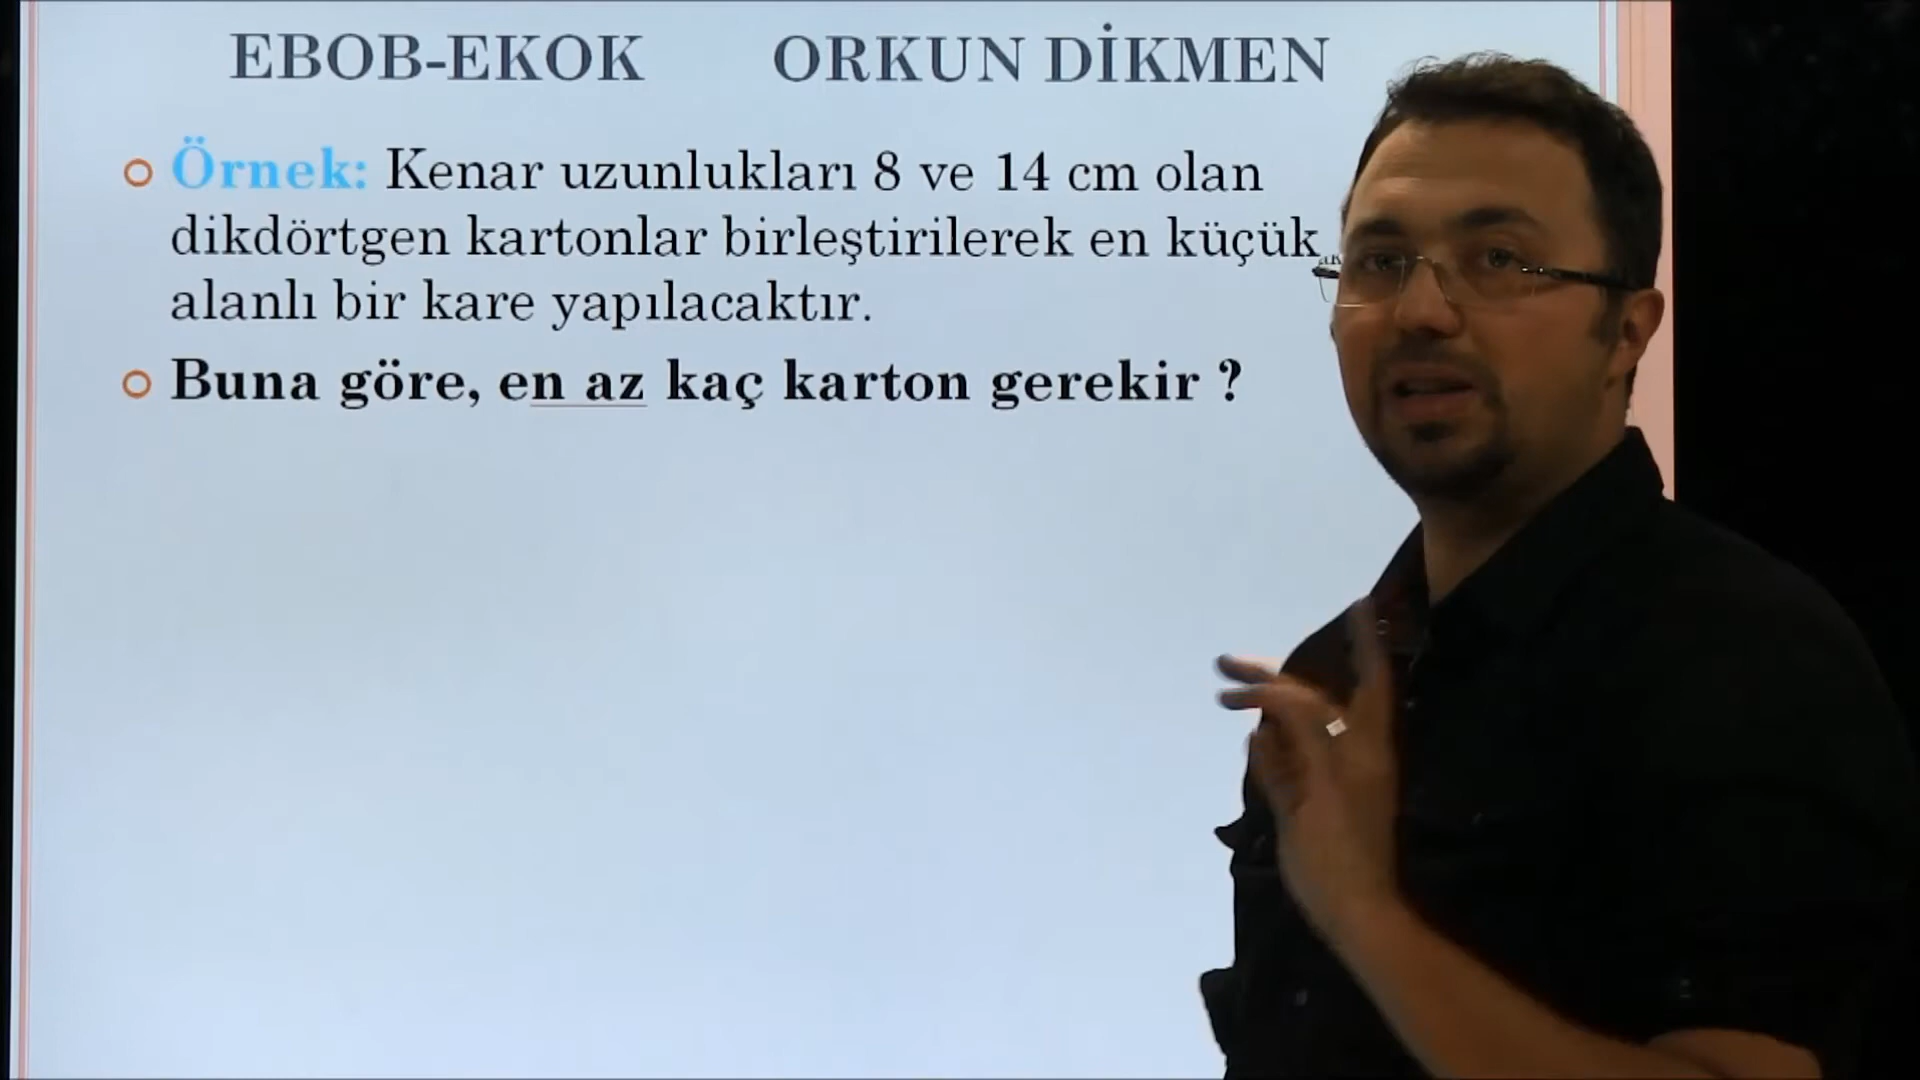 EBOB-EKOK ORKUN DİKMEN
Örnek: Kenar uzunlukları 8 ve 14 cm olan
dikdörtgen kartonlar birleştirilerek en küçük
alanlı bir kare yapılacaktır.
Buna göre, en az kaç karton gerekir ?